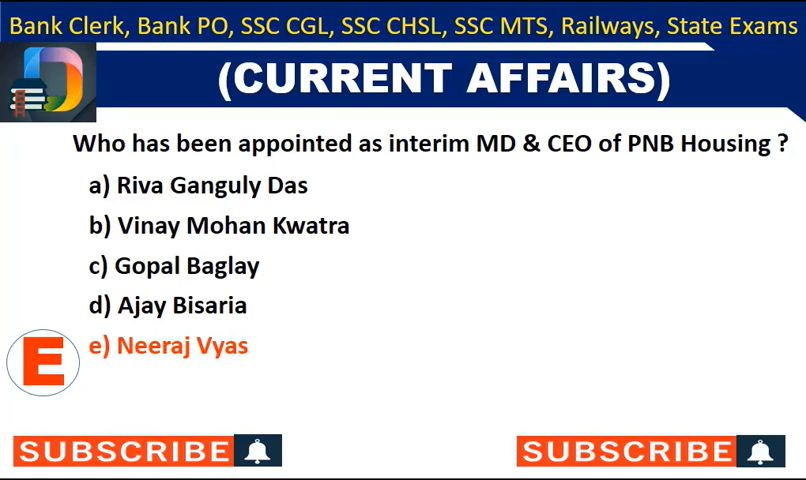 Bank Clerk, Bank PO, SSC CGL, SSC CHSL, SSC MTS, Railways, State Exams
(CURRENT AFFAIRS)
Who has been appointed as interim MD & CEO of PNB Housing ?
a) Riva Ganguly Das
b) Vinay Mohan Kwatra
c) Gopal Baglay
d) Ajay Bisaria
e) Neeraj Vyas
E
SUBSCRIBE
SUBSCRIBE